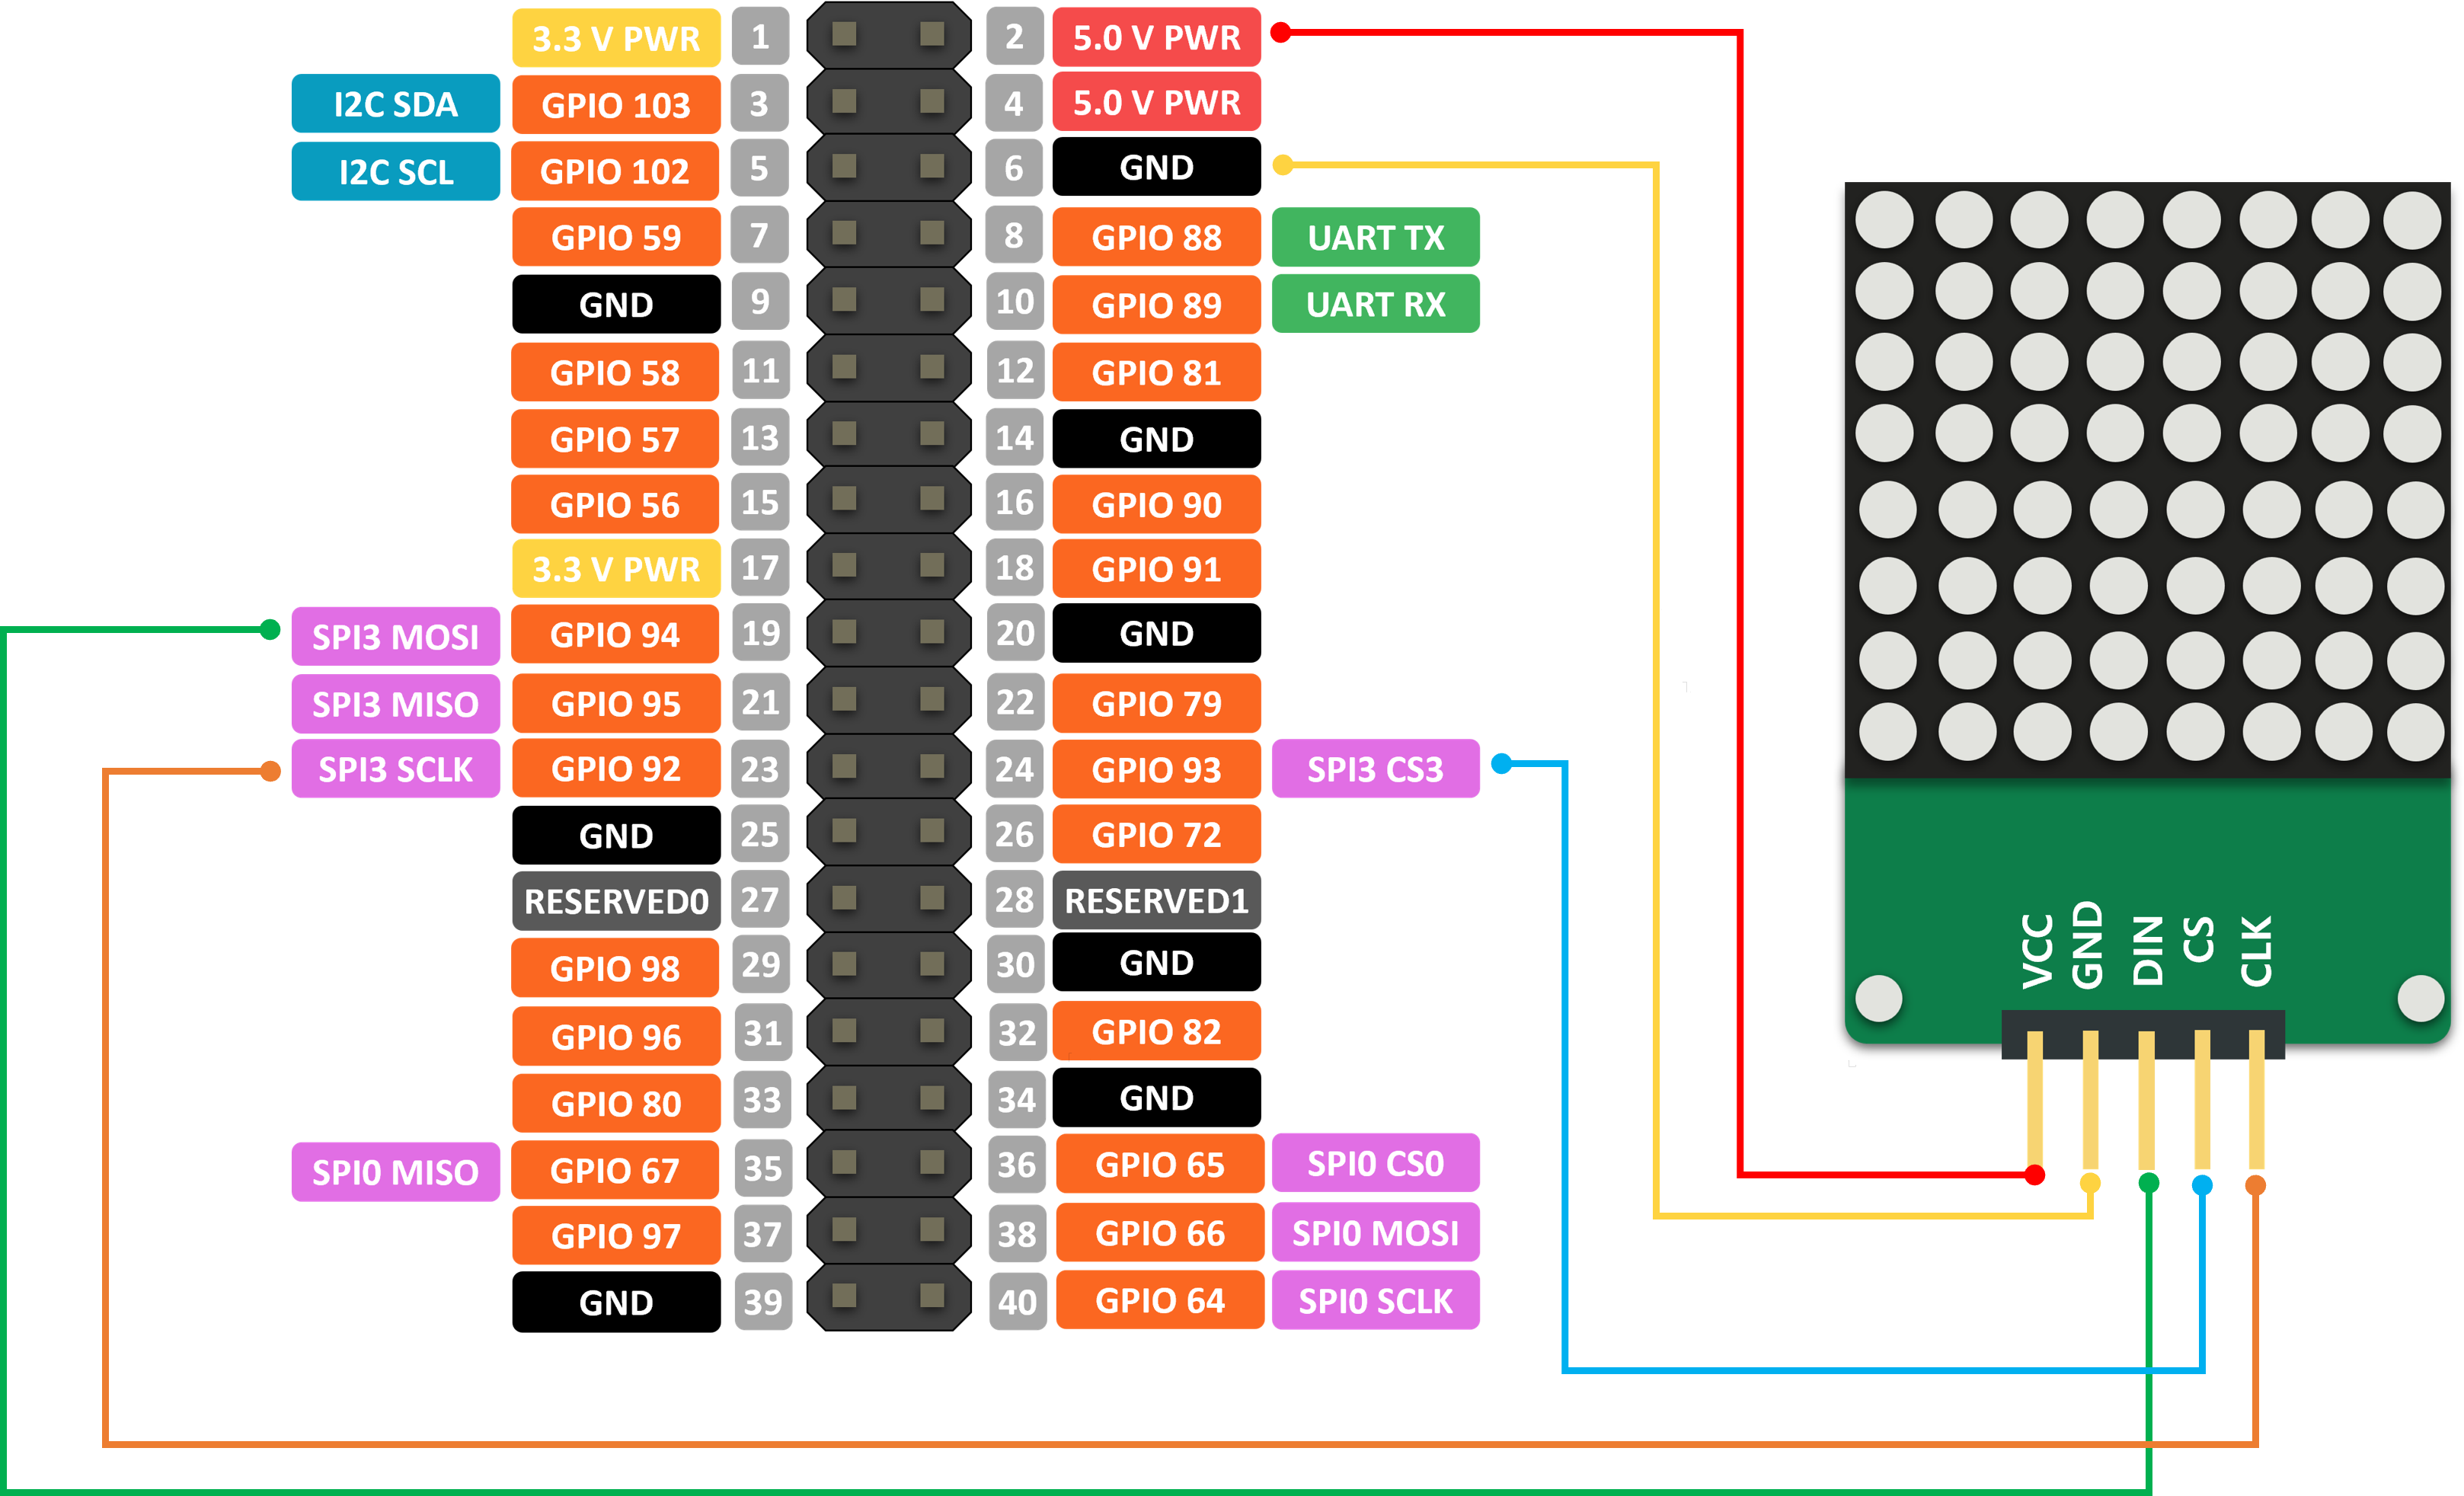 3.3 V PWR 1 2 5.0 V PWR
I2C SDA GPIO 103 3 4 5.0 V PWR
I2C SCL GPIO 102 5 6 GND
GPIO 59 7 8 GPIO 88 UART TX
GND 9 10 GPIO 89 UART RX
GPIO 58 11 12 GPIO 81
GPIO 57 13 14 GND
GPIO 56 15 16 GPIO 90
3.3 V PWR 17 18 GPIO 91
SPI3 MOSI GPIO 94 19 20 GND
SPI3 MISO GPIO 95 21 22 GPIO 79
SPI3 SCLK GPIO 92 23 24 GPIO 93 SPI3 CS3
GND 25 26 GPIO 72
RESERVED0 27 28 RESERVED1
GPIO 98 29 30 GND
GPIO 96 31 32 GPIO 82
GPIO 80 33 34 GND
SPI0 MISO GPIO 67 35 36 GPIO 65 SPI0 CS0
GPIO 97 37 38 GPIO 66 SPI0 MOSI
GND 39 40 GPIO 64 SPI0 SCLK
VCC
GND
DIN
CS
CLK